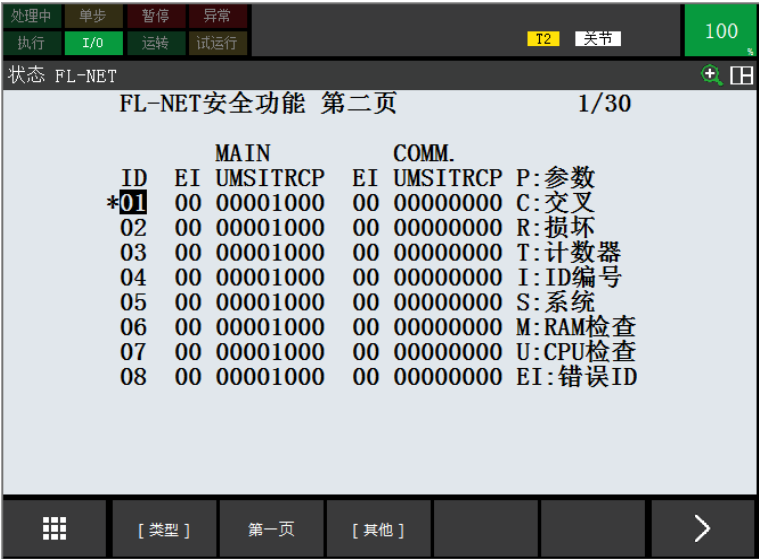 处理中 单步 暂停 异常
执行 I/O 运转 试运行 T2 关节 100 %
状态 FL-NET
FL-NET安全功能 第二页 1/30
MAIN COMM.
ID EI UMSITRCP EI UMSITRCP P:参数
*01 00 00001000 00 00000000 C:交叉
02 00 00001000 00 00000000 R:损坏
03 00 00001000 00 00000000 T:计数器
04 00 00001000 00 00000000 I:ID编号
05 00 00001000 00 00000000 S:系统
06 00 00001000 00 00000000 M:RAM检查
07 00 00001000 00 00000000 U:CPU检查
08 00 00001000 00 00000000 EI:错误ID
[ 类型 ] 第一页 [ 其他 ]